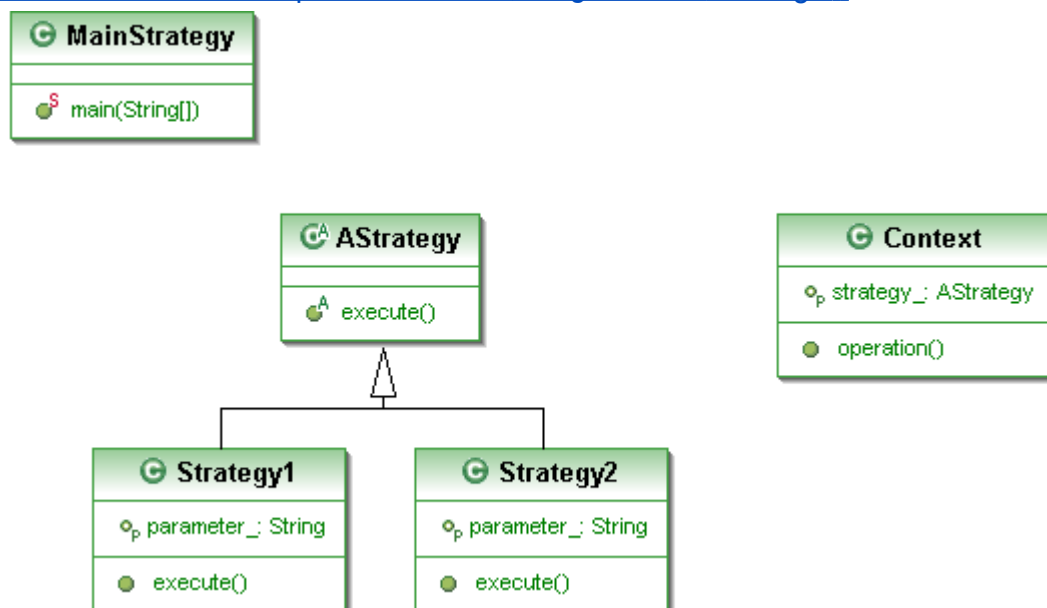 MainStrategy
main(String[])
AStrategy
execute()
Context
strategy_: AStrategy
operation()
Strategy1
parameter_: String
execute()
Strategy2
parameter_: String
execute()